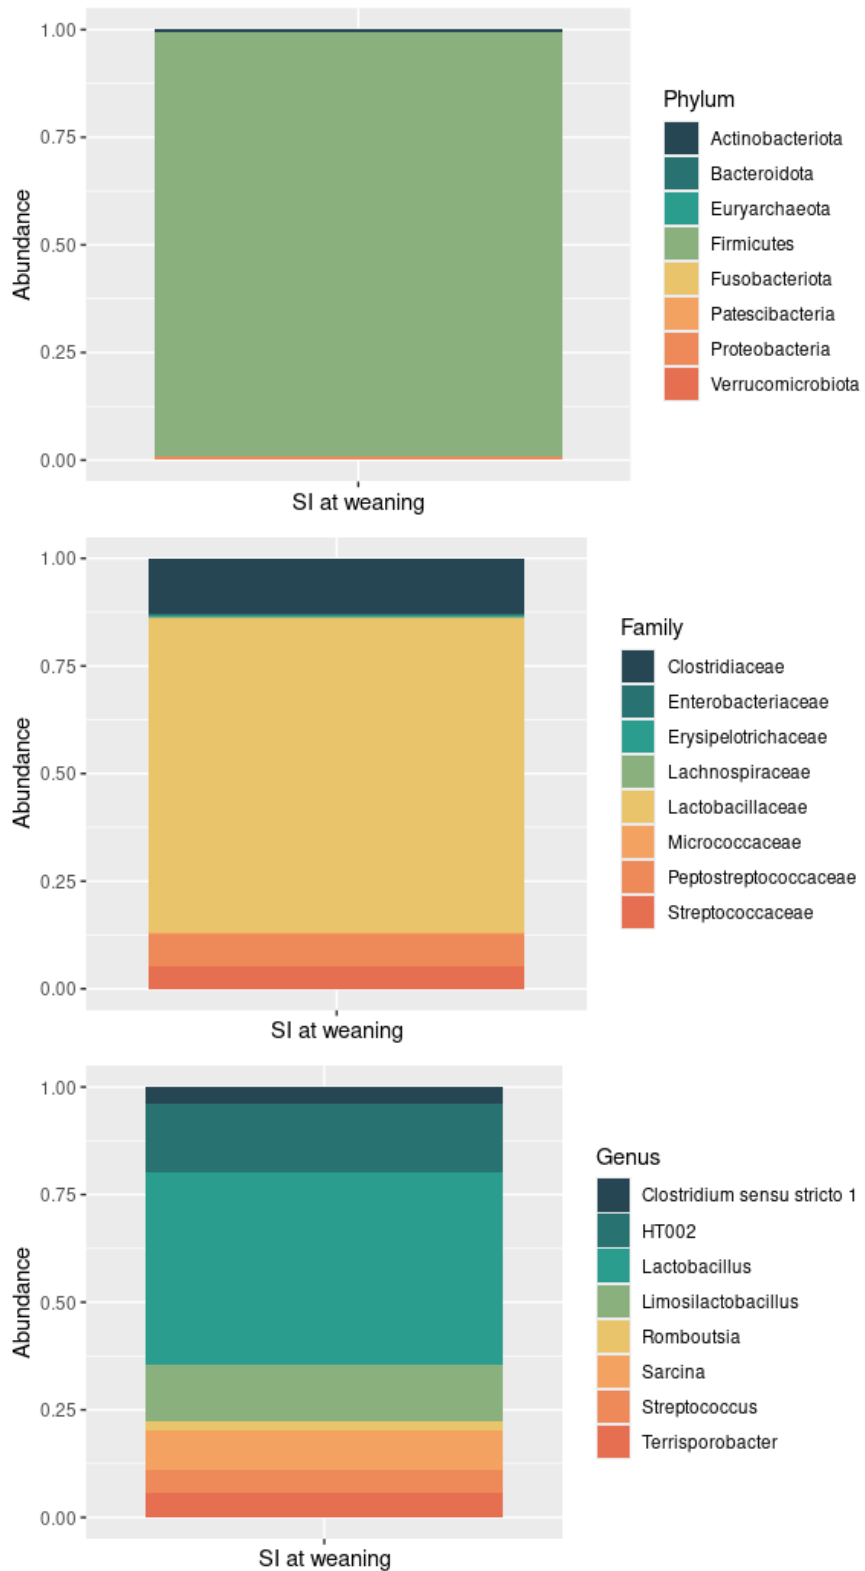 1.00
0.75
0.50
0.25
0.00
Abundance
SI at weaning
Phylum
Actinobacteriota
Bacteroidota
Euryarchaeota
Firmicutes
Fusobacteriota
Patescibacteria
Proteobacteria
Verrucomicrobiota
1.00
0.75
0.50
0.25
0.00
Abundance
SI at weaning
Family
Clostridiaceae
Enterobacteriaceae
Erysipelotrichaceae
Lachnospiraceae
Lactobacillaceae
Micrococcaceae
Peptostreptococcaceae
Streptococcaceae
1.00
0.75
0.50
0.25
0.00
Abundance
SI at weaning
Genus
Clostridium sensu stricto 1
HT002
Lactobacillus
Limosilactobacillus
Romboutsia
Sarcina
Streptococcus
Terrisporobacter